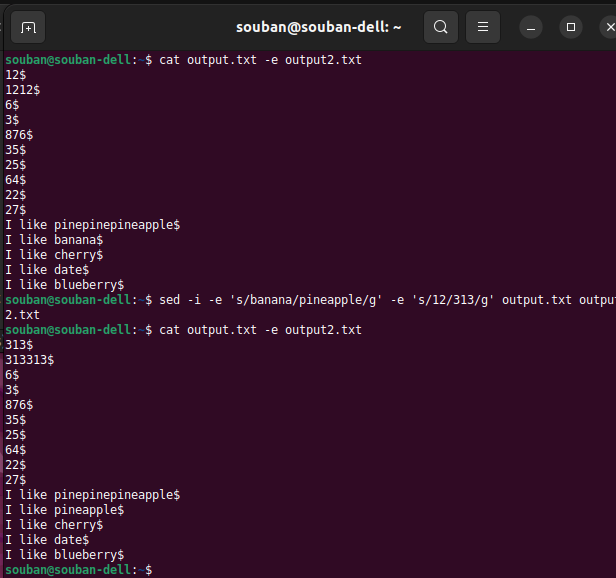 souban@souban-dell: ~
souban@souban-dell:~$ cat output.txt -e output2.txt
12$
1212$
6$
3$
876$
35$
25$
64$
22$
27$
I like pinepinepineapple$
I like banana$
I like cherry$
I like date$
I like blueberry$
souban@souban-dell:~$ sed -i -e 's/banana/pineapple/g' -e 's/12/313/g' output.txt outpu
2.txt
souban@souban-dell:~$ cat output.txt -e output2.txt
313$
313313$
6$
3$
876$
35$
25$
64$
22$
27$
I like pinepinepineapple$
I like pineapple$
I like cherry$
I like date$
I like blueberry$
souban@souban-dell:~$